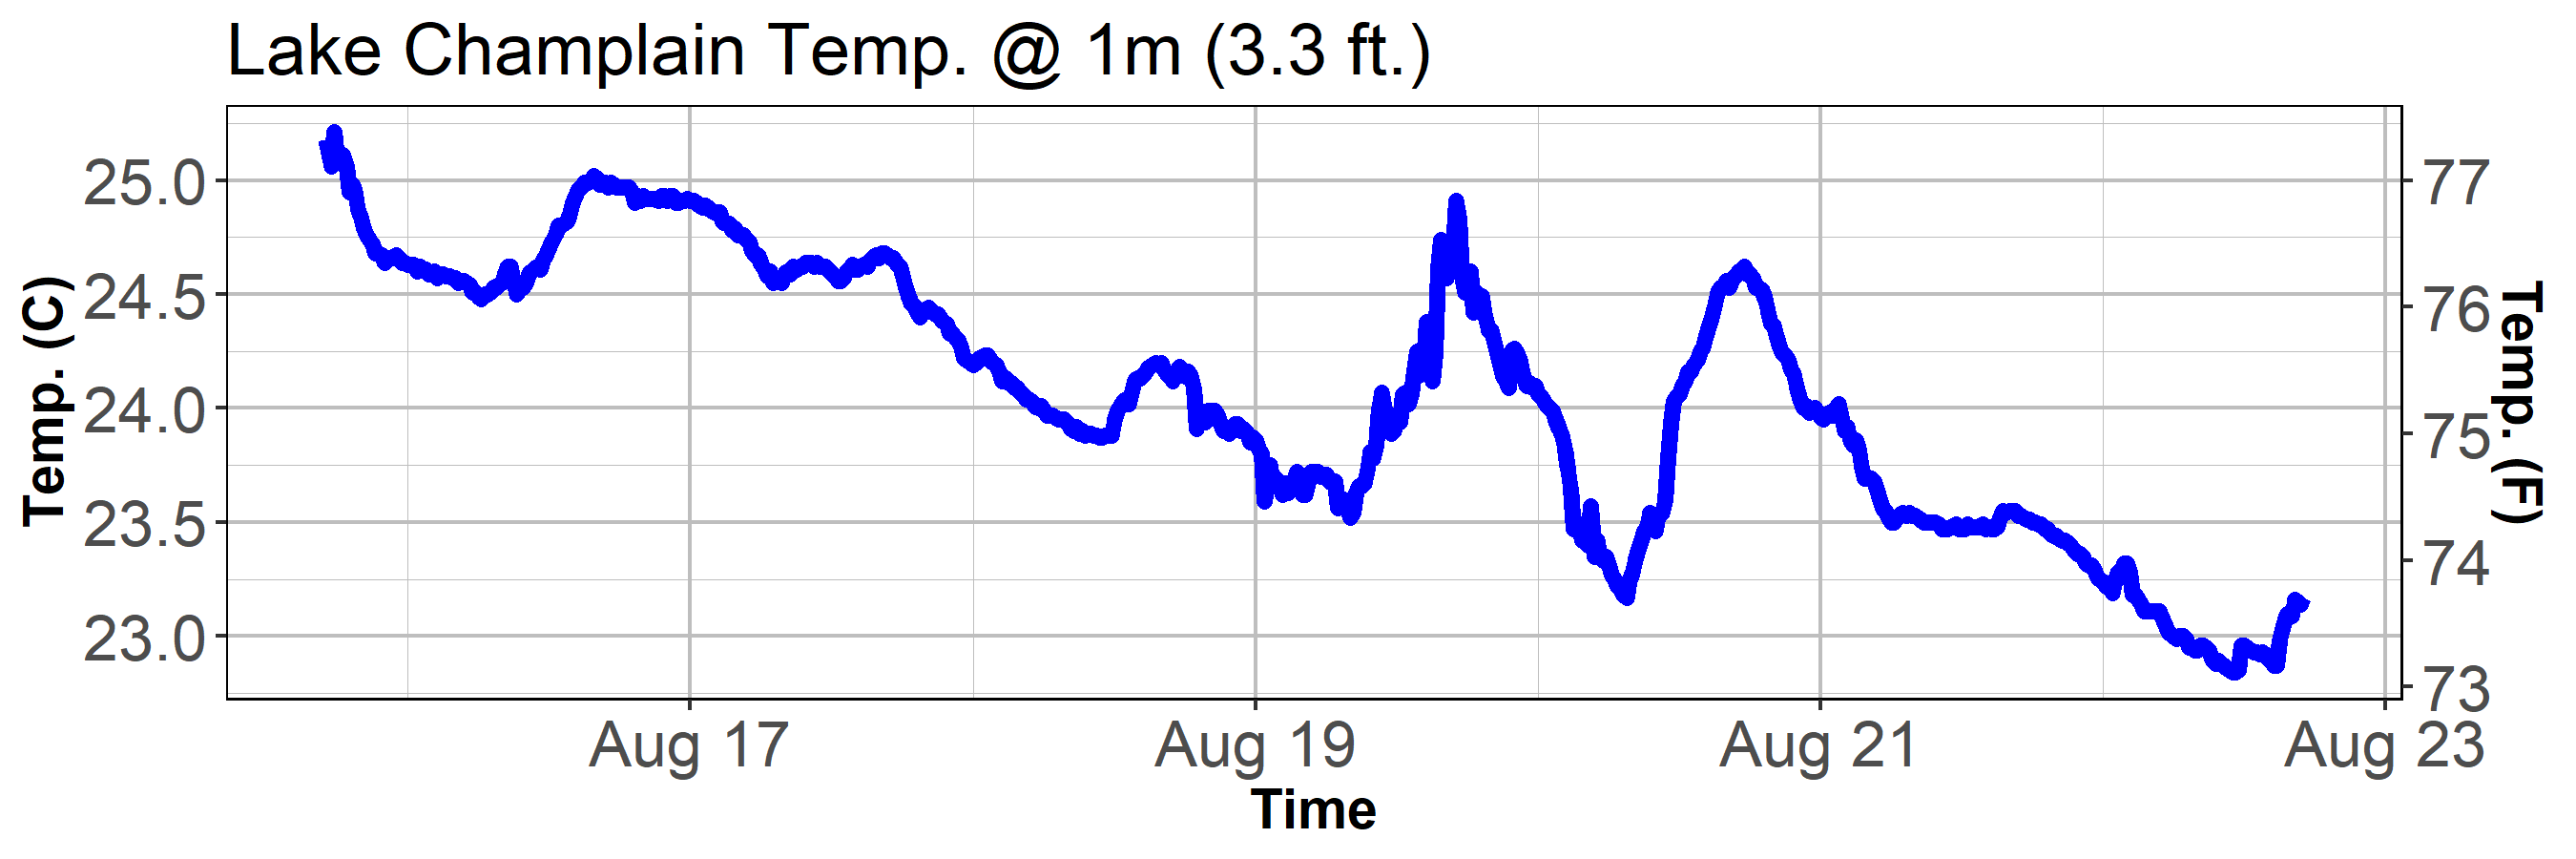 Lake Champlain Temp. @ 1m (3.3 ft.)
Temp. (C)
25.0
24.5
24.0
23.5
23.0
77
76
75
74
73
Temp. (F)
Aug 17 Aug 19 Aug 21 Aug 23
Time